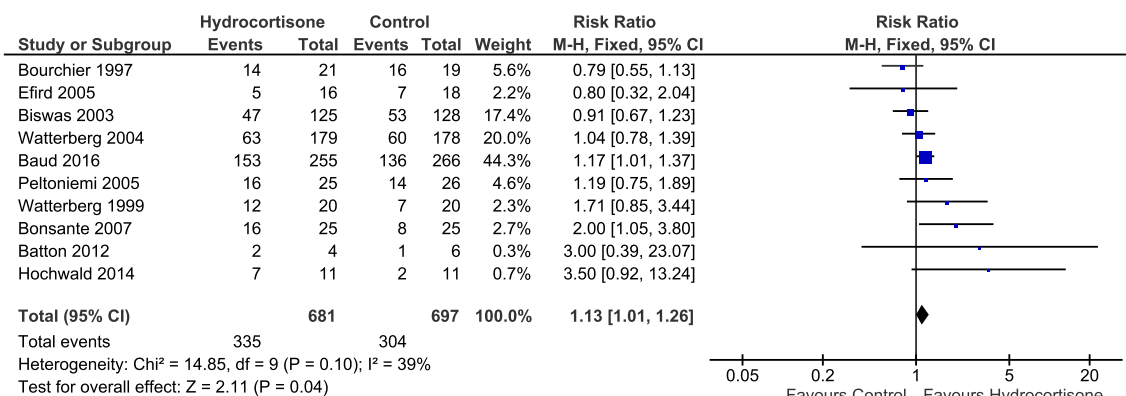 Hydrocortisone Control Risk Ratio Risk Ratio
Study or Subgroup Events Total Events Total Weight M-H, Fixed, 95% CI M-H, Fixed, 95% CI
Bourchier 1997 14 21 16 19 5.6% 0.79 [0.55, 1.13]
Efird 2005 5 16 7 18 2.2% 0.80 [0.32, 2.04]
Biswas 2003 47 125 53 128 17.4% 0.91 [0.67, 1.23]
Watterberg 2004 63 179 60 178 20.0% 1.04 [0.78, 1.39]
Baud 2016 153 255 136 266 44.3% 1.17 [1.01, 1.37]
Peltoniemi 2005 16 25 14 26 4.6% 1.19 [0.75, 1.89]
Watterberg 1999 12 20 7 20 2.3% 1.71 [0.85, 3.44]
Bonsante 2007 16 25 8 25 2.7% 2.00 [1.05, 3.80]
Batton 2012 2 4 1 6 0.3% 3.00 [0.39, 23.07]
Hochwald 2014 7 11 2 11 0.7% 3.50 [0.92, 13.24]
Total (95% CI) 681 697 100.0% 1.13 [1.01, 1.26]
Total events 335 304
Heterogeneity: Chi² = 14.85, df = 9 (P = 0.10); I² = 39%
Test for overall effect: Z = 2.11 (P = 0.04)
0.05 0.2 1 5 20
Favours Control Favours Hydrocortisone